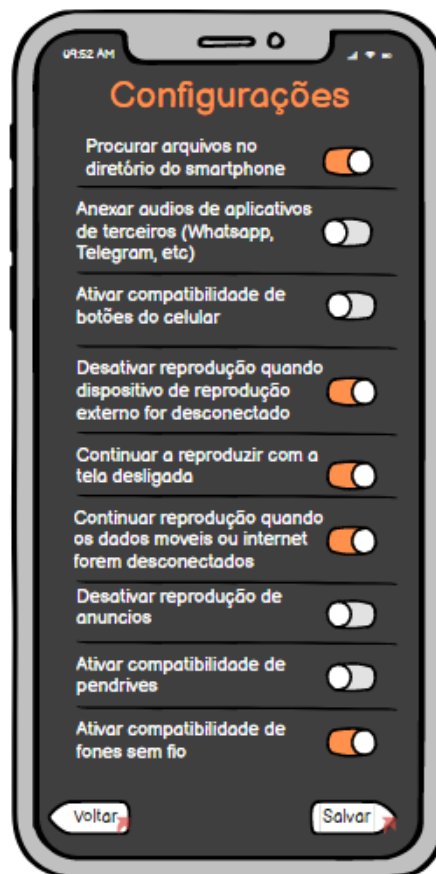 09:52 AM
Configurações
Procurar arquivos no
diretório do smartphone
Anexar audios de aplicativos
de terceiros (Whatsapp,
Telegram, etc)
Ativar compatibilidade de
botões do celular
Desativar reprodução quando
dispositivo de reprodução
externo for desconectado
Continuar a reproduzir com a
tela desligada
Continuar reprodução quando
os dados moveis ou internet
forem desconectados
Desativar reprodução de
anuncios
Ativar compatibilidade de
pendrives
Ativar compatibilidade de
fones sem fio
Voltar
Salvar